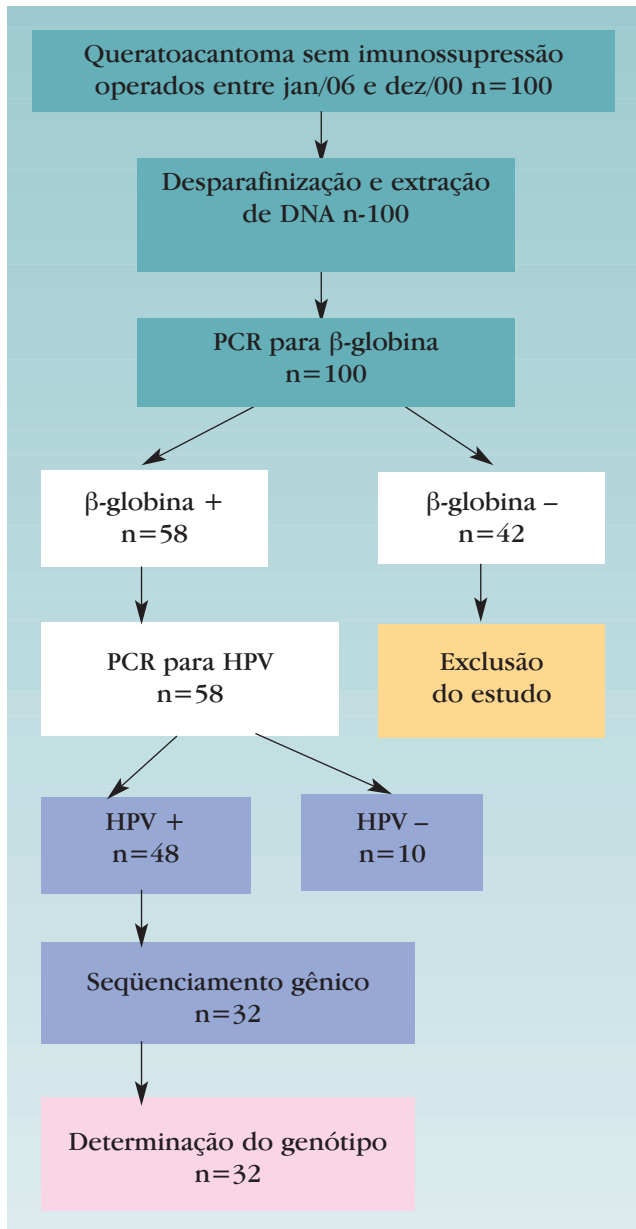 Queratoacantoma sem imunossupressão
operados entre jan/06 e dez/00 n=100
Desparafinização e extração
de DNA n-100
PCR para β-globina
n=100
β-globina +
n=58
β-globina –
n=42
PCR para HPV
n=58
Exclusão
do estudo
HPV +
n=48
HPV –
n=10
Seqüenciamento gênico
n=32
Determinação do genótipo
n=32